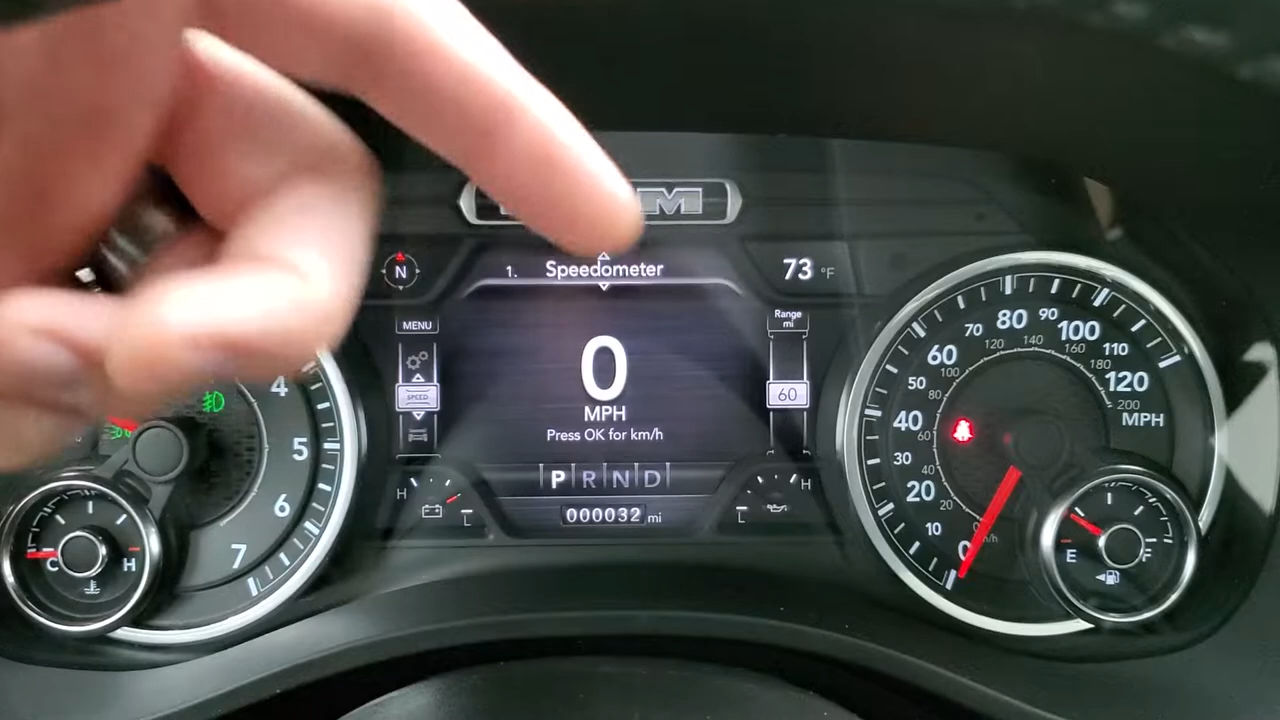 M
N
1. Speedometer
73 °F
MENU
SPEED
0
MPH
Press OK for km/h
P R N D
000032 mi
Range
mi
60
H
L
H
L
4
5
6
7
C
H
0
10
20
30
40
50
60
70
80
90
100
110
120
MPH
20
40
60
80
100
120
140
160
180
200
E
F